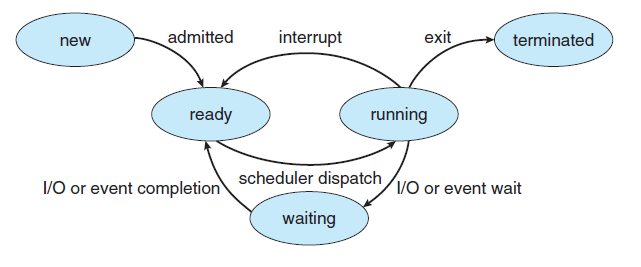 new
admitted
interrupt
exit
terminated
ready
running
scheduler dispatch
I/O or event completion
I/O or event wait
waiting